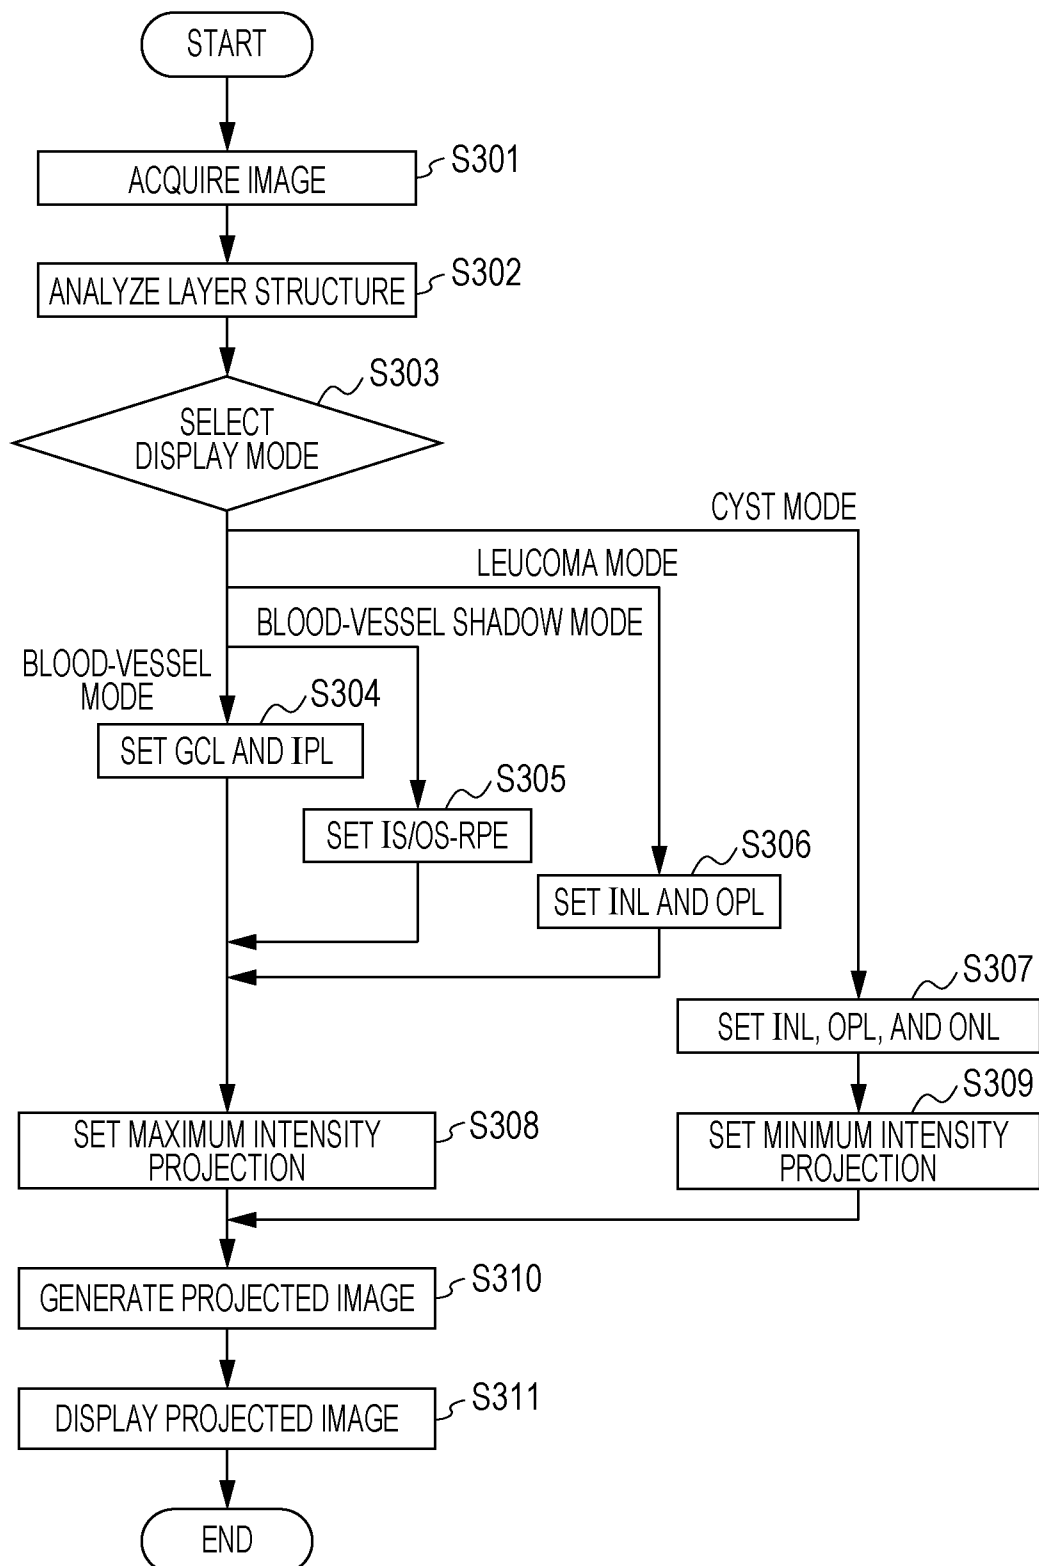 START
ACQUIRE IMAGE
S301
ANALYZE LAYER STRUCTURE
S302
S303
SELECT
DISPLAY MODE
CYST MODE
LEUCOMA MODE
BLOOD-VESSEL SHADOW MODE
BLOOD-VESSEL
MODE
S304
SET GCL AND IPL
S305
SET IS/OS-RPE
S306
SET INL AND OPL
S307
SET INL, OPL, AND ONL
S308
SET MAXIMUM INTENSITY
PROJECTION
S309
SET MINIMUM INTENSITY
PROJECTION
S310
GENERATE PROJECTED IMAGE
S311
DISPLAY PROJECTED IMAGE
END